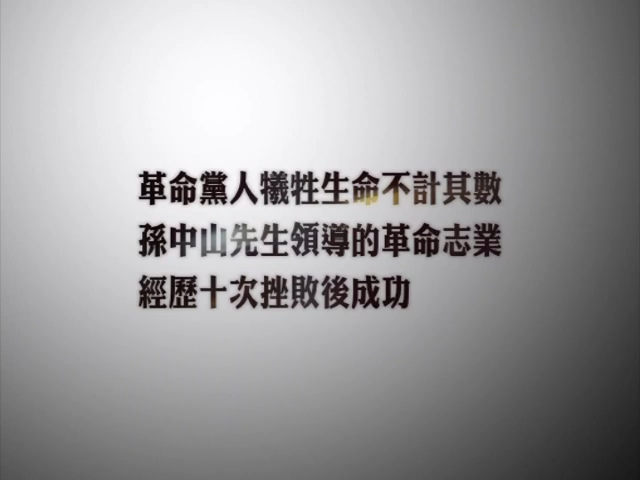 革命黨人犧牲生命不計其數
孫中山先生領導的革命志業
經歷十次挫敗後成功